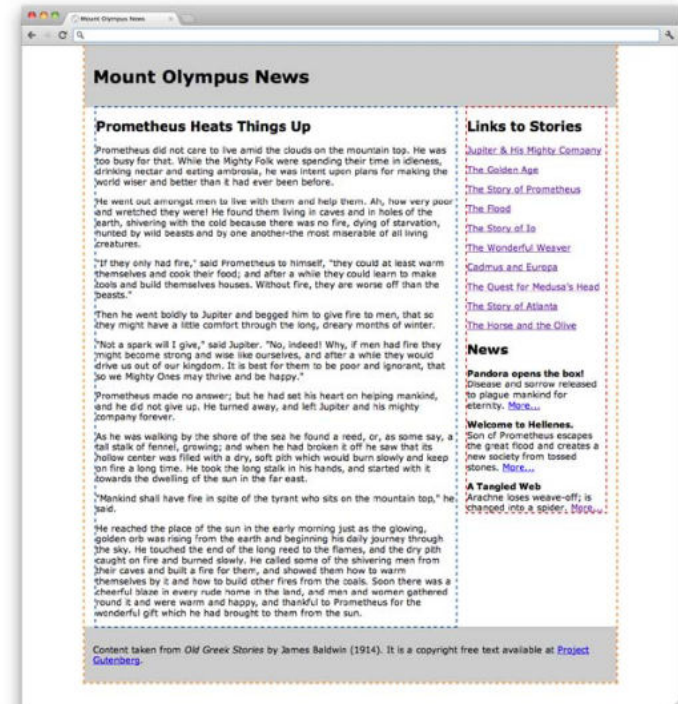 Mount Olympus News
Mount Olympus News
Prometheus Heats Things Up
Prometheus did not care to live amid the clouds on the mountain top. He was
too busy for that. While the Mighty Folk were spending their time in idleness,
drinking nectar and eating ambrosia, he was intent upon plans for making the
world wiser and better than it had ever been before.
He went out amongst men to live with them and help them. Ah, how very poor
and wretched they were! He found them living in caves and in holes of the
earth, shivering with the cold because there was no fire, dying of starvation,
hunted by wild beasts and by one another-the most miserable of all living
creatures.
"If they only had fire," said Prometheus to himself, "they could at least warm
themselves and cook their food; and after a while they could learn to make
tools and build themselves houses. Without fire, they are worse off than the
beasts."
Then he went boldly to Jupiter and begged him to give fire to men, that so
they might have a little comfort through the long, dreary months of winter.
"Not a spark will I give," said Jupiter. "No, indeed! Why, if men had fire they
might become strong and wise like ourselves, and after a while they would
drive us out of our kingdom. It is best for them to be poor and ignorant, that
so we Mighty Ones may thrive and be happy."
Prometheus made no answer; but he had set his heart on helping mankind,
and he did not give up. He turned away, and left Jupiter and his mighty
company forever.
As he was walking by the shore of the sea he found a reed, or, as some say, a
tall stalk of fennel, growing; and when he had broken it off he saw that its
hollow center was filled with a dry, soft pith which would burn slowly and keep
on fire a long time. He took the long stalk in his hands, and started with it
towards the dwelling of the sun in the far east.
"Mankind shall have fire in spite of the tyrant who sits on the mountain top," he
said.
He reached the place of the sun in the early morning just as the glowing,
golden orb was rising from the earth and beginning his daily journey through
the sky. He touched the end of the long reed to the flames, and the dry pith
caught on fire and burned slowly. He called some of the shivering men from
their caves and built a fire for them, and showed them how to warm
themselves by it and how to build other fires from the coals. Soon there was a
cheerful blaze in every rude home in the land, and men and women gathered
round it and were warm and happy, and thankful to Prometheus for the
wonderful gift which he had brought to them from the sun.
Links to Stories
Jupiter & His Mighty Company
The Golden Age
The Story of Prometheus
The Flood
The Story of Io
The Wonderful Weaver
Cadmus and Europa
The Quest for Medusa's Head
The Story of Atlanta
The Horse and the Olive
News
Pandora opens the box!
Disease and sorrow released
to plague mankind for
eternity. More...
Welcome to Hellenes.
Son of Prometheus escapes
the great flood and creates a
new society from tossed
stones. More...
A Tangled Web
Arachne loses weave-off; is
changed into a spider. More...
Content taken from Old Greek Stories by James Baldwin (1914). It is a copyright
free text available at Project
Gutenberg.